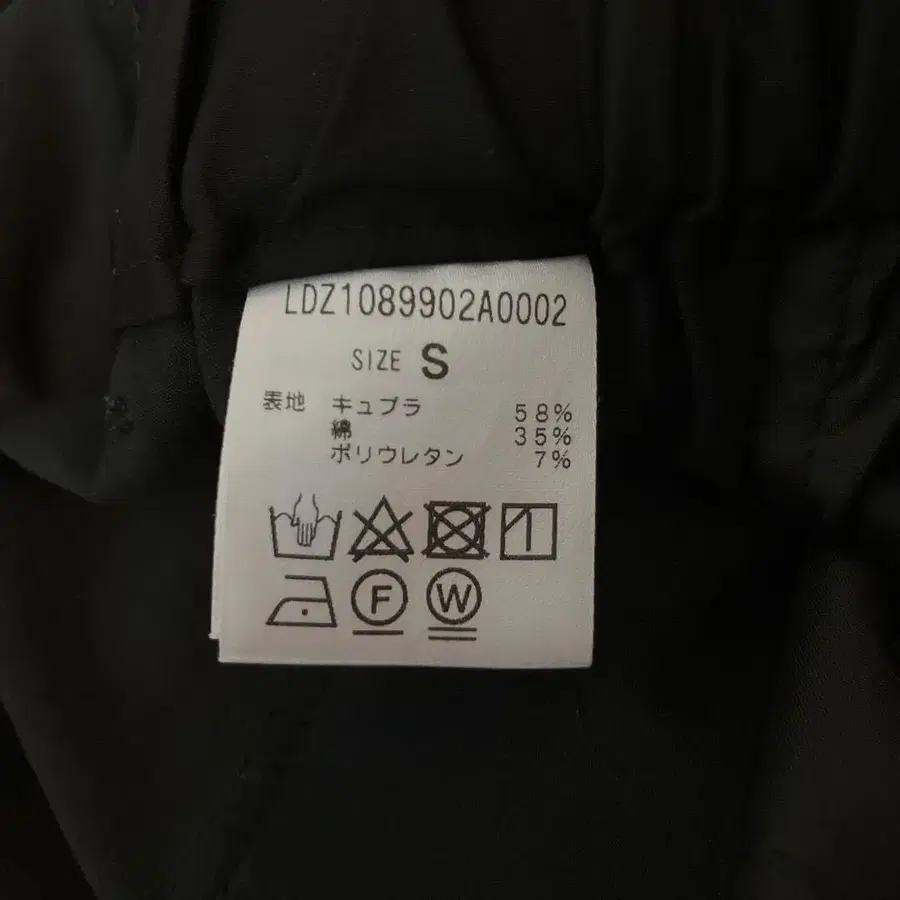 LDZ1089902A0002
SIZE S
表地 キュプラ 58%
綿 35%
ポリウレタン 7%
F W